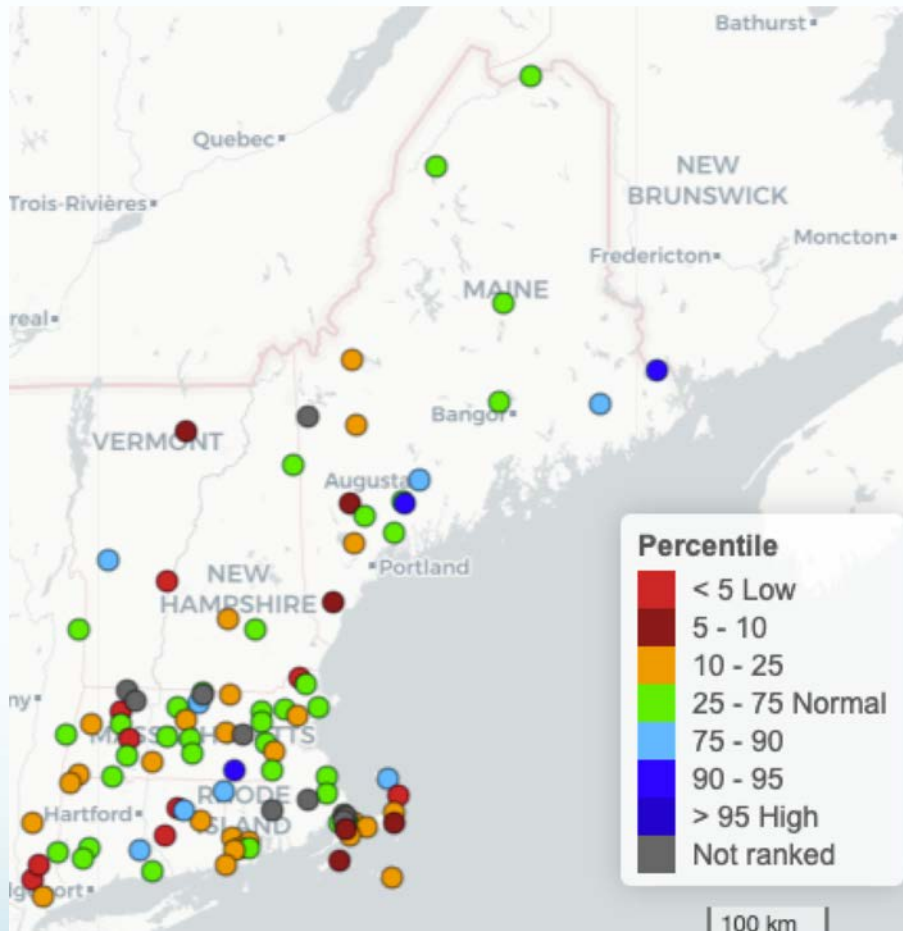 Bathurst
Quebec
NEW
BRUNSWICK
Trois-Rivières
Moncton
Fredericton
MAINE
real
Bangor
VERMONT
Augusta
Portland
NEW
HAMPSHIRE
ny
MASSACHUSETTS
RHODE
ISLAND
Hartford
dgeport
Percentile
< 5 Low
5 - 10
10 - 25
25 - 75 Normal
75 - 90
90 - 95
> 95 High
Not ranked
100 km